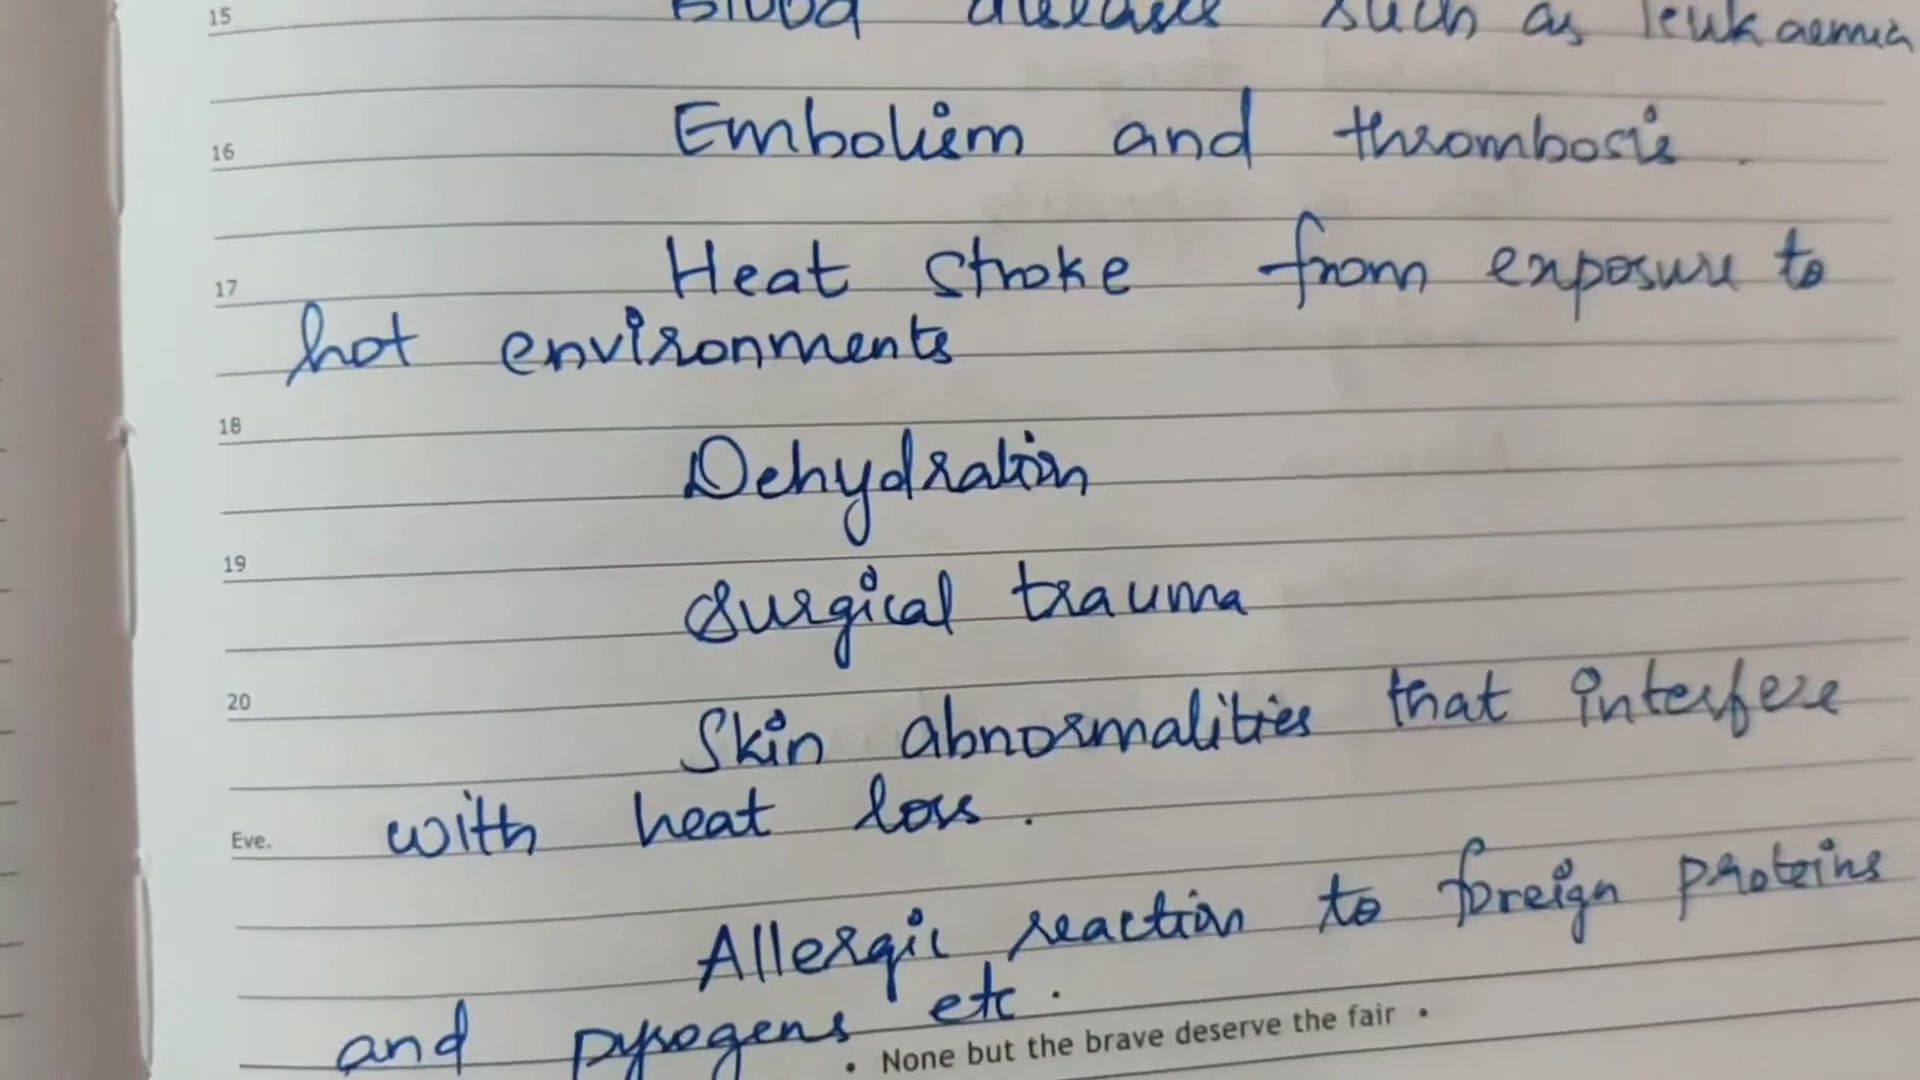 15 Blood diseases such as leukaemia
16 Embolism and thrombosis.
17 Heat stroke from exposure to
hot environments
18 Dehydration
19 Surgical trauma
20 Skin abnormalities that interfere
Eve. with heat loss.
Allergic reaction to foreign proteins
and pyrogens etc.
• None but the brave deserve the fair •